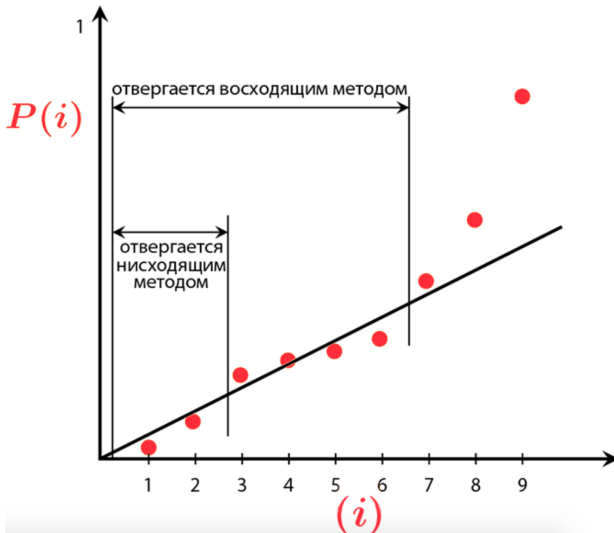 1
отвергается восходящим методом
P(i)
отвергается
нисходящим
методом
1 2 3 4 5 6 7 8 9
(i)